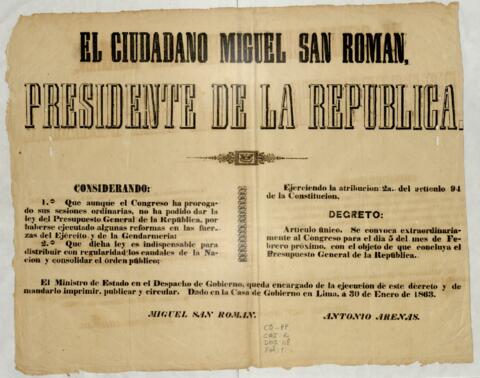 EL CIUDADANO MIGUEL SAN ROMAN,
PRESIDENTE DE LA REPUBLICA.
CONSIDERANDO:
1.º Que aunque el Congreso ha proroga-
do sus sesiones ordinarias, no ha podido dar la
ley del Presupuesto General de la República, por
haberse ejecutado algunas reformas en las fuer-
zas del Ejército y de la Gendarmería:
2.º Que dicha ley es indispensable para
distribuir con regularidad los caudales de la Na-
cion y consolidar el órden público;
Ejerciendo la atribucion 2a. del artículo 94
de la Constitucion,
DECRETO:
Artículo único. Se convoca extraordinaria-
mente al Congreso para el dia 5 del mes de Fe-
brero próximo, con el objeto de que concluya el
Presupuesto General de la República.
El Ministro de Estado en el Despacho de Gobierno, queda encargado de la ejecucion de este decreto y de
mandarlo imprimir, publicar y circular. Dado en la Casa de Gobierno en Lima, a 30 de Enero de 1863.
MIGUEL SAN ROMAN. ANTONIO ARENAS.